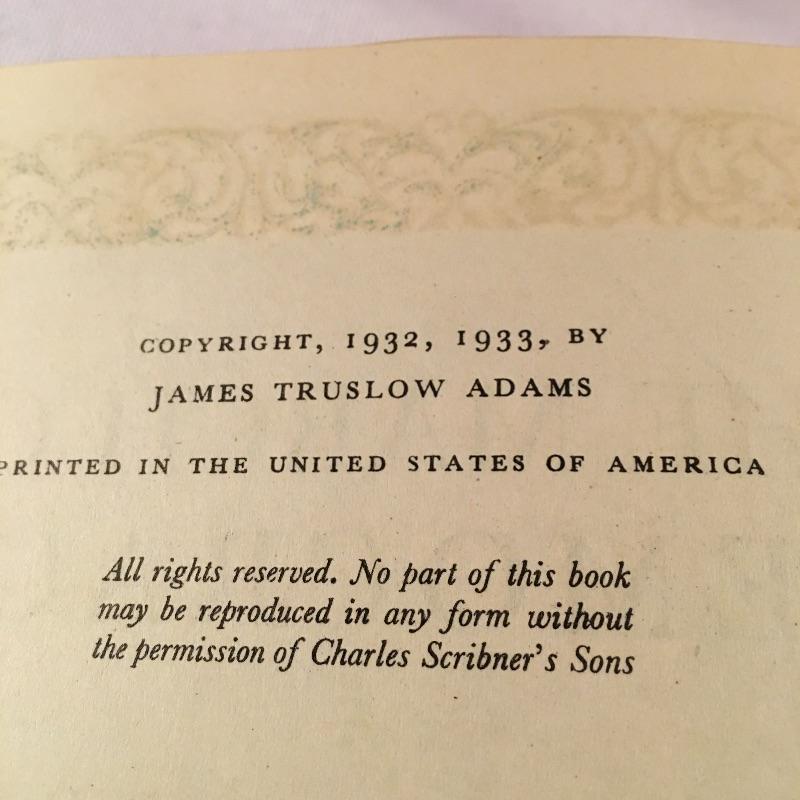 COPYRIGHT, 1932, 1933, BY
JAMES TRUSLOW ADAMS
PRINTED IN THE UNITED STATES OF AMERICA
All rights reserved. No part of this book
may be reproduced in any form without
the permission of Charles Scribner's Sons